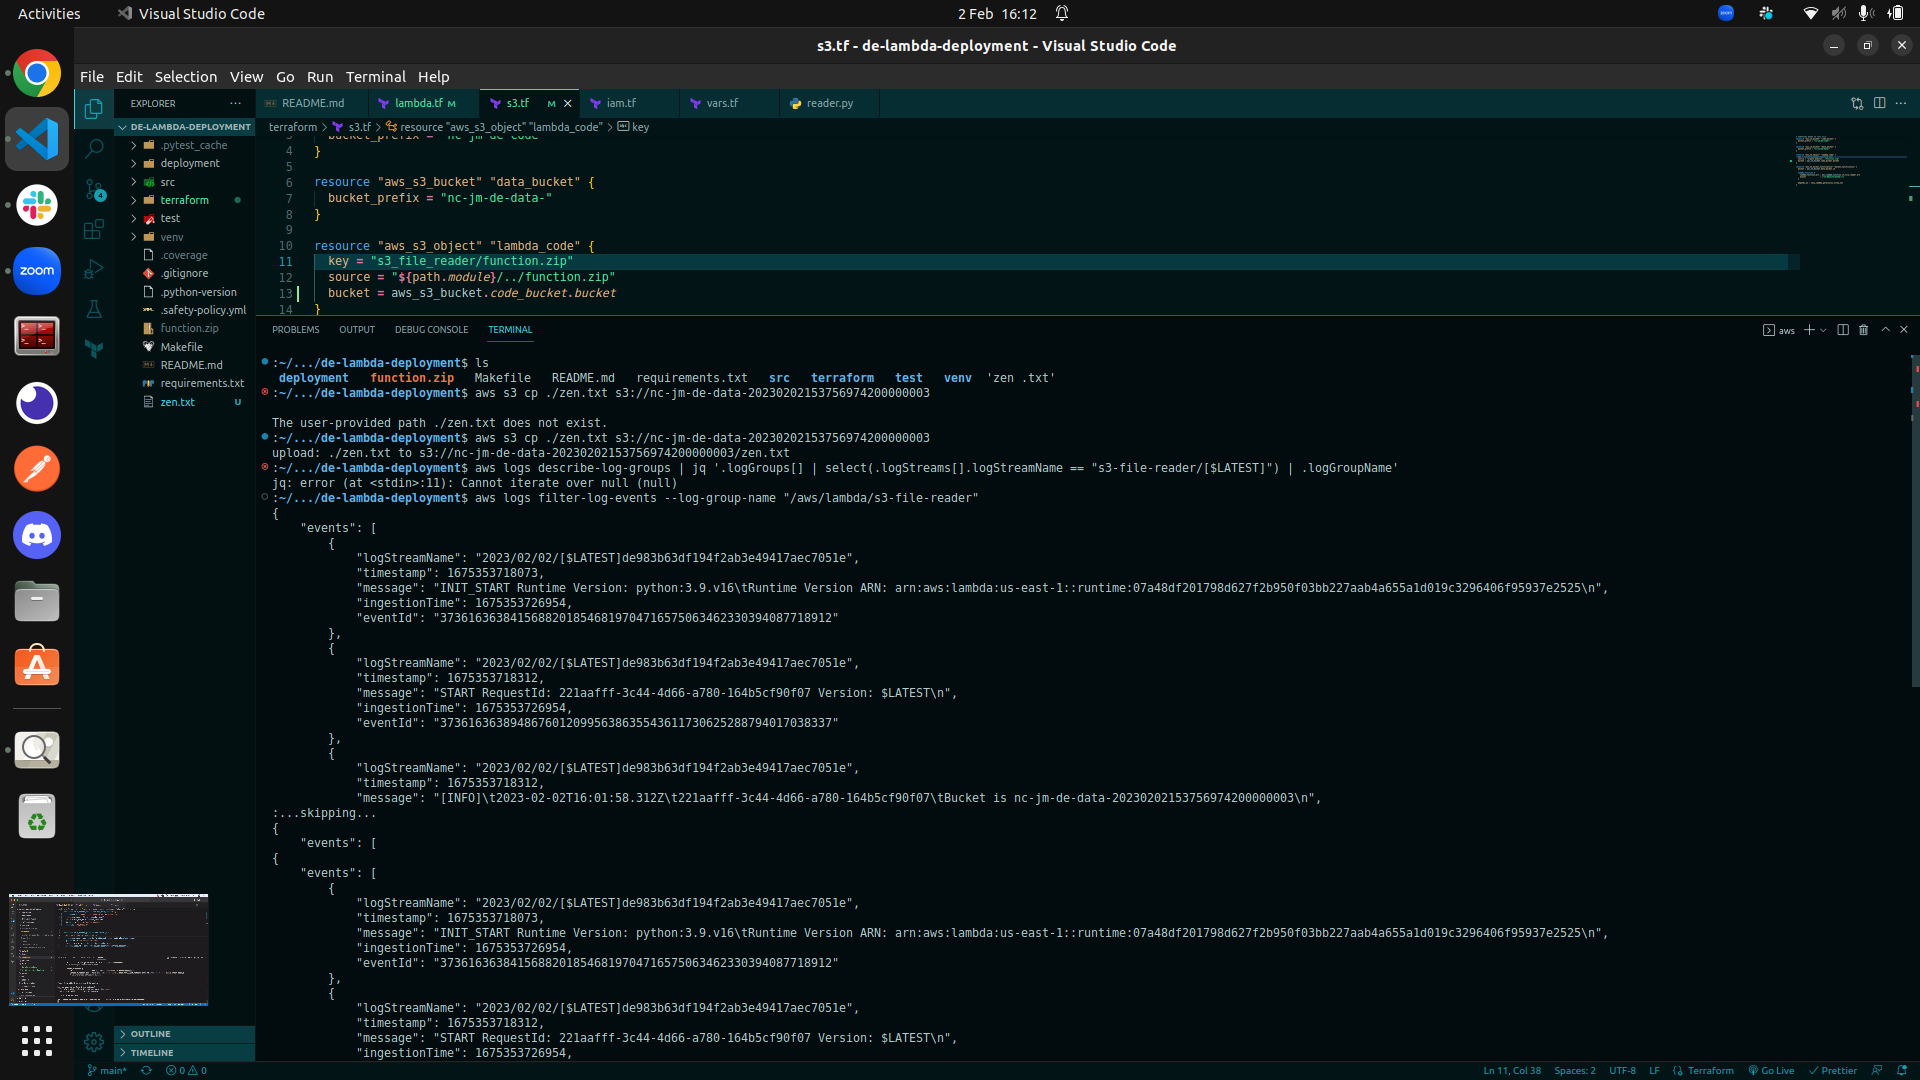 Activities
Visual Studio Code
2 Feb 16:12
s3.tf - de-lambda-deployment - Visual Studio Code
File Edit Selection View Go Run Terminal Help
EXPLORER
README.md
lambda.tf M
s3.tf M
iam.tf
vars.tf
reader.py
DE-LAMBDA-DEPLOYMENT
.pytest_cache
deployment
src
terraform
test
venv
.coverage
.gitignore
.python-version
.safety-policy.yml
function.zip
Makefile
README.md
requirements.txt
zen.txt U
4
zoom
OUTLINE
TIMELINE
terraform > s3.tf > resource "aws_s3_object" "lambda_code" > key
3 bucket_prefix = "nc-jm-de-code-"
4 }
5
6 resource "aws_s3_bucket" "data_bucket" {
7 bucket_prefix = "nc-jm-de-data-"
8 }
9
10 resource "aws_s3_object" "lambda_code" {
11 key = "s3_file_reader/function.zip"
12 source = "${path.module}/../function.zip"
13 bucket = aws_s3_bucket.code_bucket.bucket
14 }
PROBLEMS OUTPUT DEBUG CONSOLE TERMINAL
aws
:~/.../de-lambda-deployment$ ls
deployment function.zip Makefile README.md requirements.txt src terraform test venv 'zen .txt'
:~/.../de-lambda-deployment$ aws s3 cp ./zen.txt s3://nc-jm-de-data-20230202153756974200000003
The user-provided path ./zen.txt does not exist.
:~/.../de-lambda-deployment$ aws s3 cp ./zen.txt s3://nc-jm-de-data-20230202153756974200000003
upload: ./zen.txt to s3://nc-jm-de-data-20230202153756974200000003/zen.txt
:~/.../de-lambda-deployment$ aws logs describe-log-groups | jq '.logGroups[] | select(.logStreams[].logStreamName == "s3-file-reader/[$LATEST]") | .logGroupName'
jq: error (at <stdin>:11): Cannot iterate over null (null)
:~/.../de-lambda-deployment$ aws logs filter-log-events --log-group-name "/aws/lambda/s3-file-reader"
{
"events": [
{
"logStreamName": "2023/02/02/[$LATEST]de983b63df194f2ab3e49417aec7051e",
"timestamp": 1675353718073,
"message": "INIT_START Runtime Version: python:3.9.v16\tRuntime Version ARN: arn:aws:lambda:us-east-1::runtime:07a48df201798d627f2b950f03bb227aab4a655a1d019c3296406f95937e2525\n",
"ingestionTime": 1675353726954,
"eventId": "37361636384156882018546819704716575063462330394087718912"
},
{
"logStreamName": "2023/02/02/[$LATEST]de983b63df194f2ab3e49417aec7051e",
"timestamp": 1675353718312,
"message": "START RequestId: 221aafff-3c44-4d66-a780-164b5cf90f07 Version: $LATEST\n",
"ingestionTime": 1675353726954,
"eventId": "37361636389486760120995638635543611730625288794017038337"
},
{
"logStreamName": "2023/02/02/[$LATEST]de983b63df194f2ab3e49417aec7051e",
"timestamp": 1675353718312,
"message": "[INFO]\t2023-02-02T16:01:58.312Z\t221aafff-3c44-4d66-a780-164b5cf90f07\tBucket is nc-jm-de-data-20230202153756974200000003\n",
:...skipping...
{
"events": [
{
"events": [
{
"logStreamName": "2023/02/02/[$LATEST]de983b63df194f2ab3e49417aec7051e",
"timestamp": 1675353718073,
"message": "INIT_START Runtime Version: python:3.9.v16\tRuntime Version ARN: arn:aws:lambda:us-east-1::runtime:07a48df201798d627f2b950f03bb227aab4a655a1d019c3296406f95937e2525\n",
"ingestionTime": 1675353726954,
"eventId": "37361636384156882018546819704716575063462330394087718912"
},
{
"logStreamName": "2023/02/02/[$LATEST]de983b63df194f2ab3e49417aec7051e",
"timestamp": 1675353718312,
"message": "START RequestId: 221aafff-3c44-4d66-a780-164b5cf90f07 Version: $LATEST\n",
"ingestionTime": 1675353726954,
main* 0 0
Ln 11, Col 38 Spaces: 2 UTF-8 LF Terraform Go Live Prettier